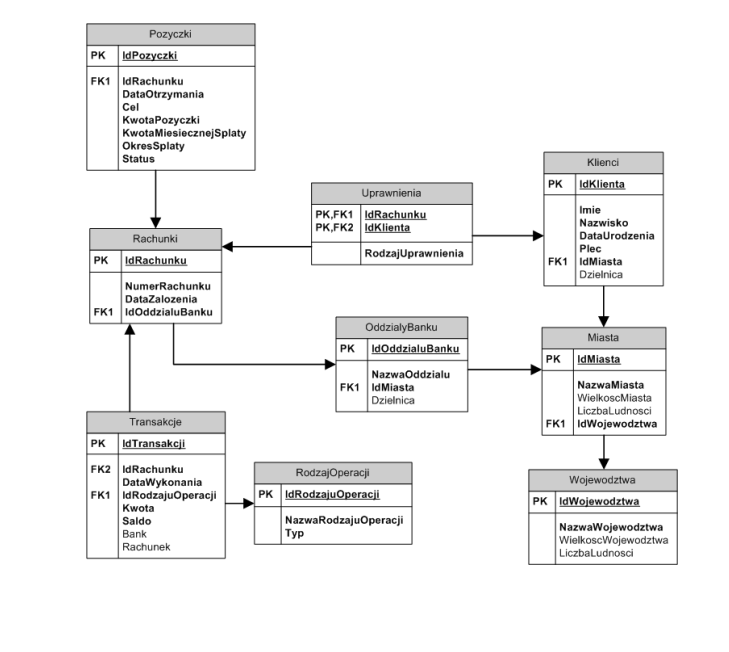 Pozyczki
PK IdPozyczki
FK1 IdRachunku
DataOtrzymania
Cel
KwotaPozyczki
KwotaMiesiecznejSplaty
OkresSplaty
Status
Klienci
PK IdKlienta
Imie
Nazwisko
DataUrodzenia
Plec
FK1 IdMiasta
Dzielnica
Uprawnienia
PK,FK1 IdRachunku
PK,FK2 IdKlienta
RodzajUprawnienia
Rachunki
PK IdRachunku
NumerRachunku
DataZalozenia
FK1 IdOddzialuBanku
OddzialyBanku
PK IdOddzialuBanku
NazwaOddzialu
FK1 IdMiasta
Dzielnica
Miasta
PK IdMiasta
NazwaMiasta
WielkoscMiasta
LiczbaLudnosci
FK1 IdWojewodztwa
Transakcje
PK IdTransakcji
FK2 IdRachunku
DataWykonania
FK1 IdRodzajuOperacji
Kwota
Saldo
Bank
Rachunek
RodzajOperacji
PK IdRodzajuOperacji
NazwaRodzajuOperacji
Typ
Wojewodztwa
PK IdWojewodztwa
NazwaWojewodztwa
WielkoscWojewodztwa
LiczbaLudnosci